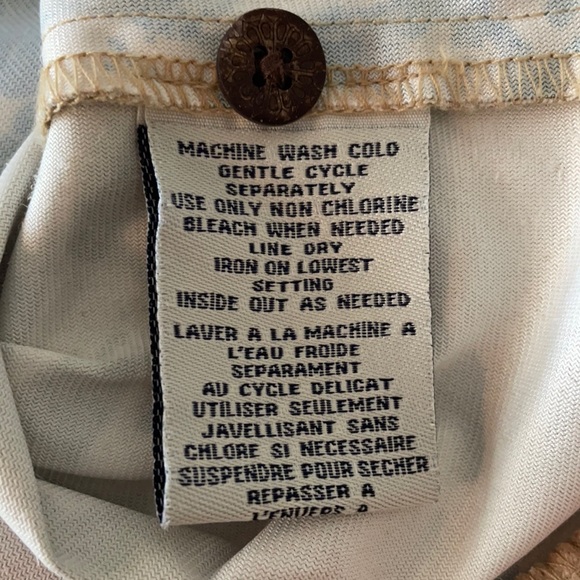 MACHINE WASH COLD
GENTLE CYCLE
SEPARATELY
USE ONLY NON CHLORINE
BLEACH WHEN NEEDED
LINE DRY
IRON ON LOWEST
SETTING
INSIDE OUT AS NEEDED
LAVER A LA MACHINE A
L'EAU FROIDE
SEPARAMENT
AU CYCLE DELICAT
UTILISER SEULEMENT
JAVELLISANT SANS
CHLORE SI NECESSAIRE
SUSPENDRE POUR SECHER
REPASSER A
L'ENVERS A